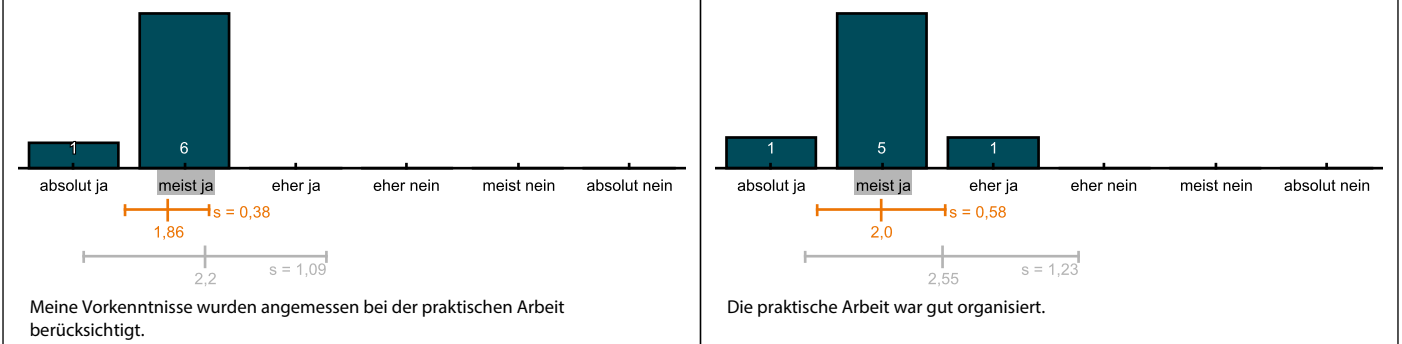 1 6
absolut ja meist ja eher ja eher nein meist nein absolut nein
s = 0,38
1,86
s = 1,09
2,2
Meine Vorkenntnisse wurden angemessen bei der praktischen Arbeit
berücksichtigt.
1 5 1
absolut ja meist ja eher ja eher nein meist nein absolut nein
s = 0,58
2,0
s = 1,23
2,55
Die praktische Arbeit war gut organisiert.